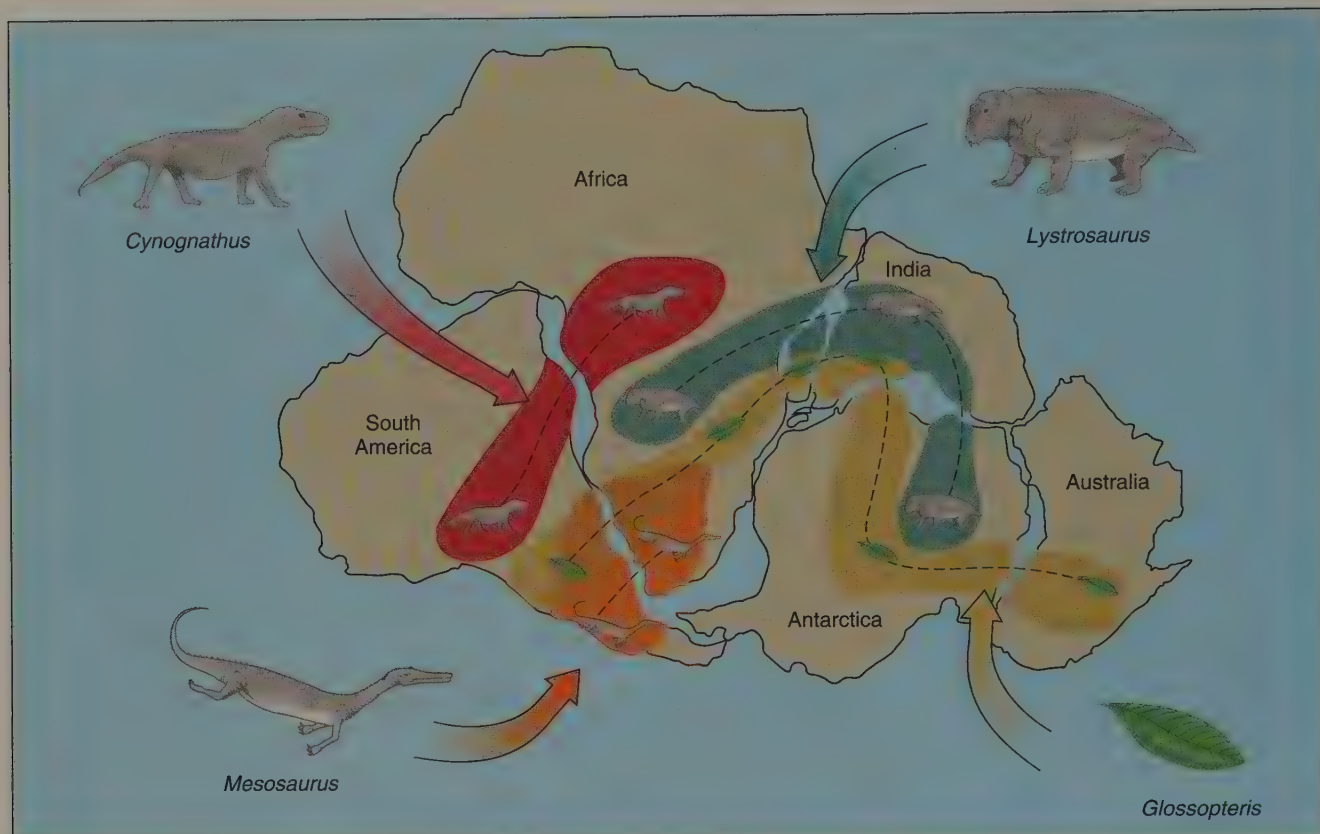 Africa
Cynognathus
Lystrosaurus
India
South
America
Australia
Antarctica
Mesosaurus
Glossopteris